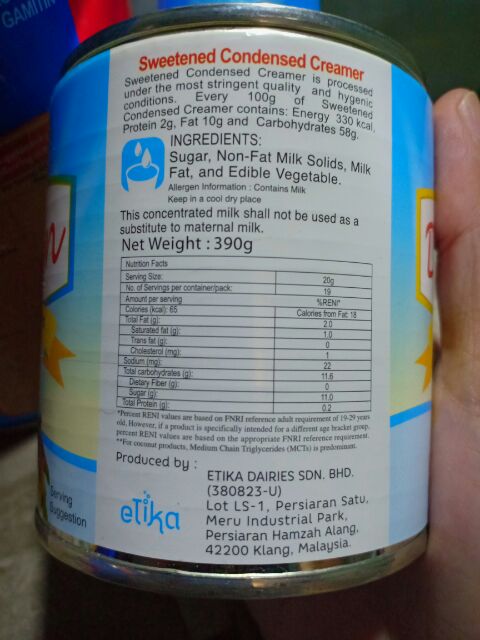 GAMITIN
Sweetened Condensed Creamer
Sweetened Condensed Creamer is processed
under the most stringent quality and hygenic
conditions. Every 100g of Sweetened
Condensed Creamer contains: Energy 330 kcal,
Protein 2g, Fat 10g and Carbohydrates 58g.
INGREDIENTS:
Sugar, Non-Fat Milk Solids, Milk
Fat, and Edible Vegetable.
Allergen Information : Contains Milk
Keep in a cool dry place
This concentrated milk shall not be used as a
substitute to maternal milk.
Net Weight : 390g
Nutrition Facts
Serving Size: 20g
No. of Servings per container/pack: 19
Amount per serving %RENI*
Calories (kcal): 65 Calories from Fat: 18
Total Fat (g): 2.0
Saturated fat (g): 1.0
Trans fat (g): 0
Cholesterol (mg): 1
Sodium (mg): 22
Total carbohydrates (g): 11.6
Dietary Fiber (g): 0
Sugar (g): 11.0
Total Protein (g): 0.2
*Percent RENI values are based on FNRI reference adult requirement of 19-29 years
old. However, if a product is specifically intended for a different age bracket group,
percent RENI values are based on the appropriate FNRI reference requirement.
**For coconut products, Medium Chain Triglycerides (MCTs) is predominant.
Produced by :
eTika
ETIKA DAIRIES SDN. BHD.
(380823-U)
Lot LS-1, Persiaran Satu,
Meru Industrial Park,
Persiaran Hamzah Alang,
42200 Klang, Malaysia.
Serving
Suggestion